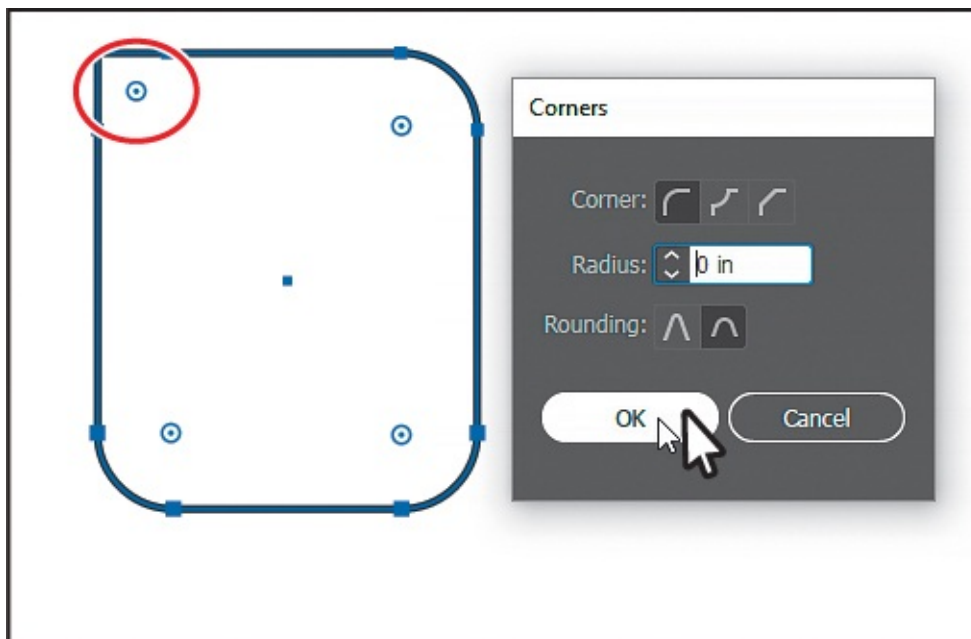 Corners
Corner:
Radius: 0 in
Rounding:
OK Cancel